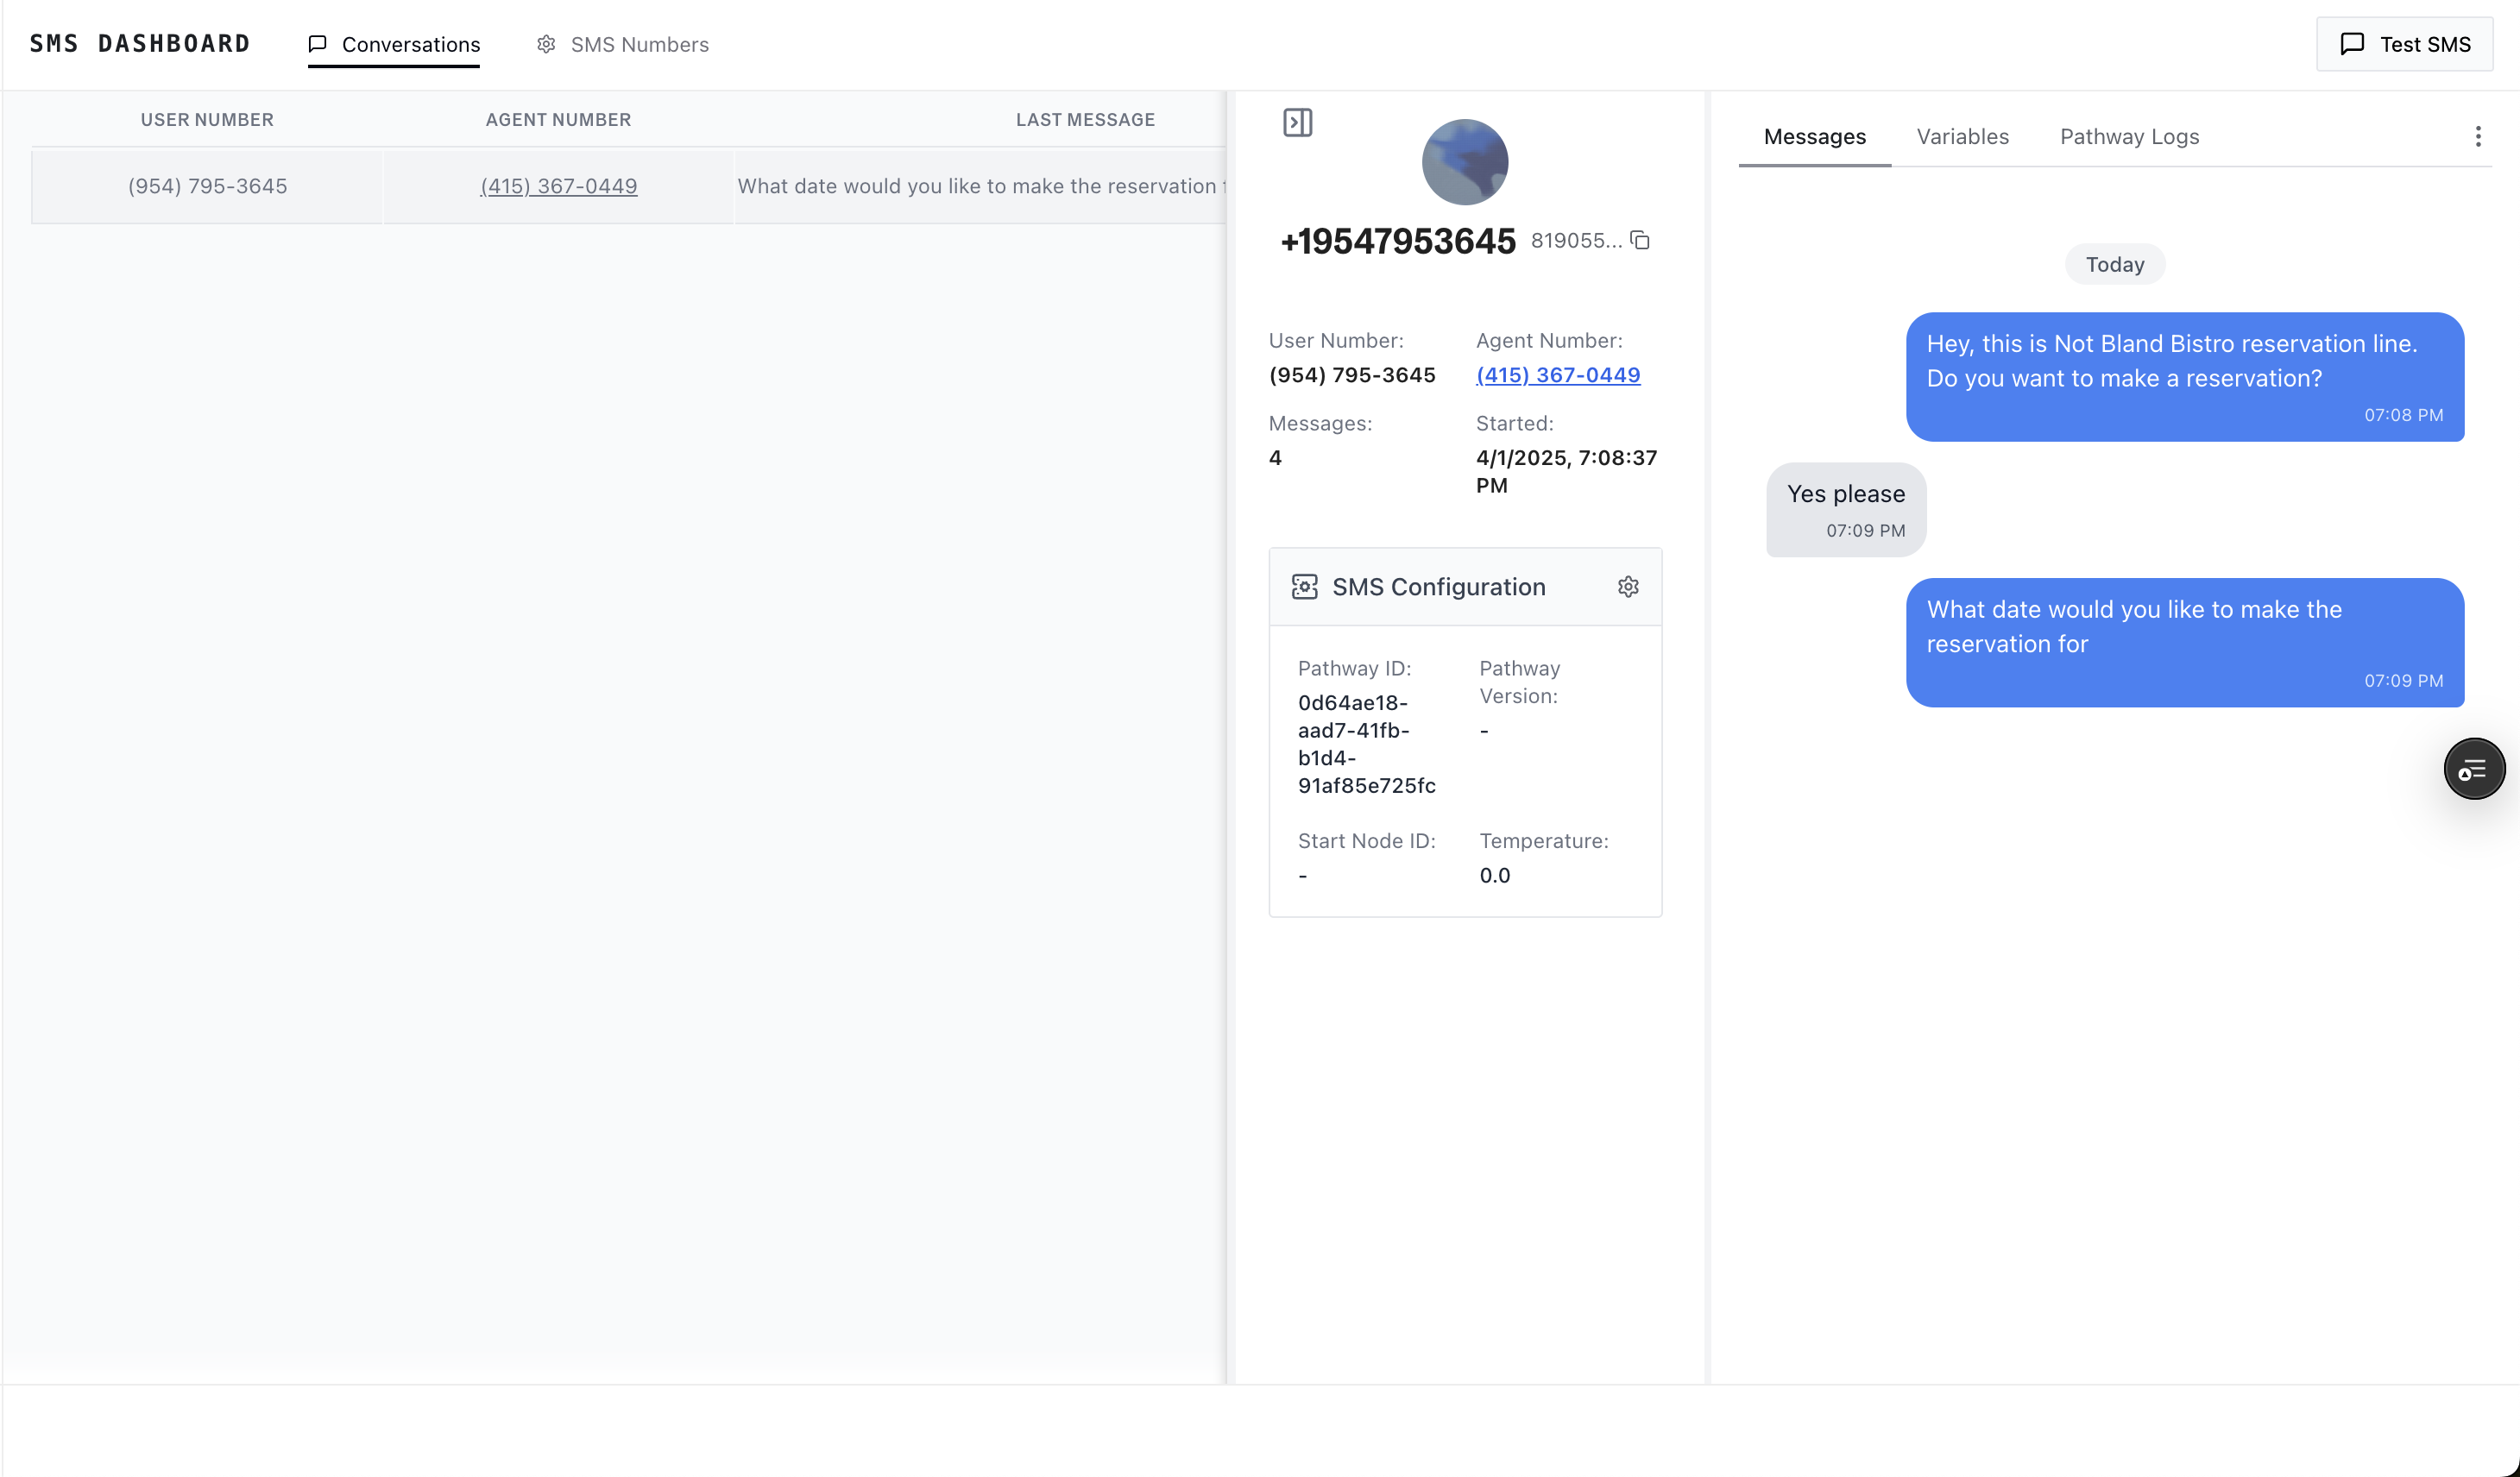 SMS DASHBOARD
Conversations
SMS Numbers
Test SMS
USER NUMBER
AGENT NUMBER
LAST MESSAGE
(954) 795-3645
(415) 367-0449
What date would you like to make the reservation f
+19547953645
819055...
User Number:
(954) 795-3645
Agent Number:
(415) 367-0449
Messages:
4
Started:
4/1/2025, 7:08:37
PM
SMS Configuration
Pathway ID:
0d64ae18-
aad7-41fb-
b1d4-
91af85e725fc
Pathway
Version:
-
Start Node ID:
-
Temperature:
0.0
Messages
Variables
Pathway Logs
Today
Hey, this is Not Bland Bistro reservation line.
Do you want to make a reservation?
07:08 PM
Yes please
07:09 PM
What date would you like to make the
reservation for
07:09 PM